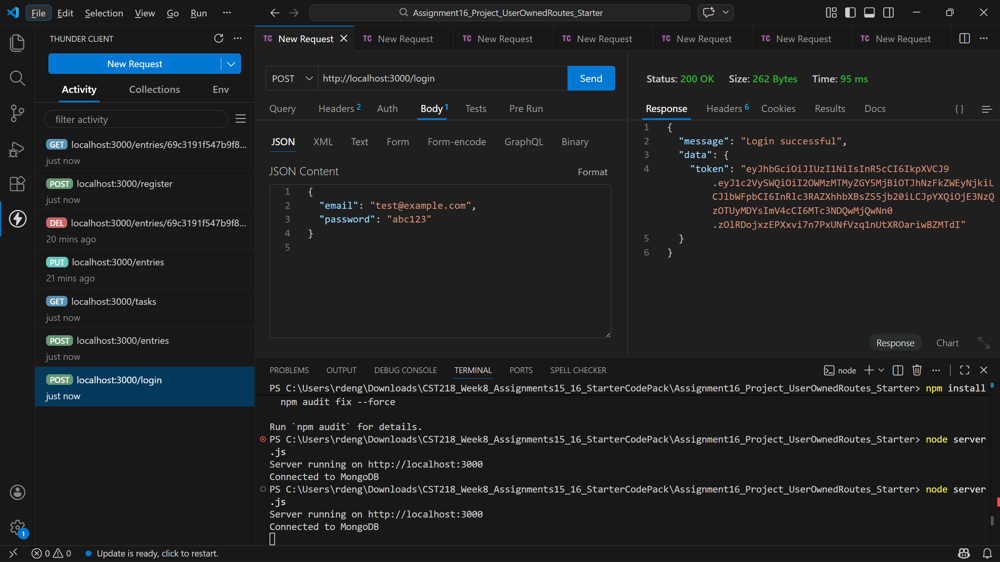 File Edit Selection View Go Run ··· Assignment16_Project_UserOwnedRoutes_Starter
THUNDER CLIENT
New Request
Activity Collections Env
filter activity
GET localhost:3000/entries/69c3191f547b9f8...
just now
POST localhost:3000/register
just now
DEL localhost:3000/entries/69c3191f547b9f8...
20 mins ago
PUT localhost:3000/entries
21 mins ago
GET localhost:3000/tasks
just now
POST localhost:3000/entries
just now
POST localhost:3000/login
just now
1
TC New Request TC New Request TC New Request TC New Request TC New Request TC New Request TC New Request
POST http://localhost:3000/login Send
Query Headers 2 Auth Body 1 Tests Pre Run
JSON XML Text Form Form-encode GraphQL Binary
JSON Content Format
1 {
2 "email": "test@example.com",
3 "password": "abc123"
4 }
5
Status: 200 OK Size: 262 Bytes Time: 95 ms
Response Headers 6 Cookies Results Docs { }
1 {
2 "message": "Login successful",
3 "data": {
4 "token": "eyJhbGciOiJIUzI1NiIsInR5cCI6IkpXVCJ9
.eyJ1c2VySWQiOiI2OWMzMTMyZGY5MjBiOTJhNzFkZWEyNjkiL
CJlbWFpbCI6InRlc3RAZXhhbXBsZS5jb20iLCJpYXQiOjE3NzQ
zOTUyMDYsImV4cCI6MTc3NDQwMjQwNn0
.zOlRDojxzEPXxvi7n7PxUNfVzq1nUtXROariwBZMTdI"
5 }
6 }
Response Chart
PROBLEMS OUTPUT DEBUG CONSOLE TERMINAL PORTS SPELL CHECKER node
PS C:\Users\rdeng\Downloads\CST218_Week8_Assignments15_16_StarterCodePack\Assignment16_Project_UserOwnedRoutes_Starter> npm install
npm audit fix --force
Run `npm audit` for details.
PS C:\Users\rdeng\Downloads\CST218_Week8_Assignments15_16_StarterCodePack\Assignment16_Project_UserOwnedRoutes_Starter> node server
.js
Server running on http://localhost:3000
Connected to MongoDB
PS C:\Users\rdeng\Downloads\CST218_Week8_Assignments15_16_StarterCodePack\Assignment16_Project_UserOwnedRoutes_Starter> node server
.js
Server running on http://localhost:3000
Connected to MongoDB
0 0 Update is ready, click to restart.